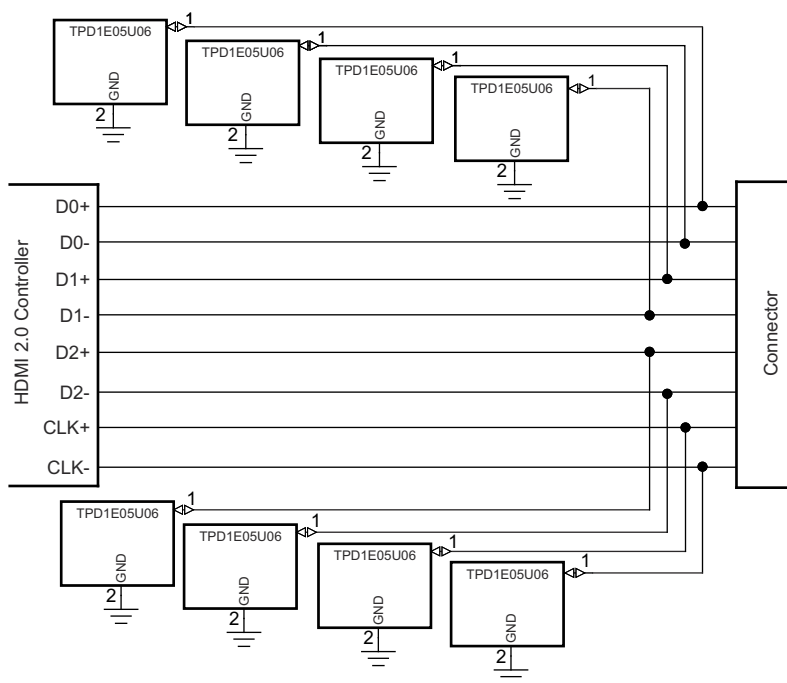 TPD1E05U06
1
GND
2
TPD1E05U06
1
GND
2
TPD1E05U06
1
GND
2
TPD1E05U06
1
GND
2
HDMI 2.0 Controller
D0+
D0-
D1+
D1-
D2+
D2-
CLK+
CLK-
Connector
TPD1E05U06
1
GND
2
TPD1E05U06
1
GND
2
TPD1E05U06
1
GND
2
TPD1E05U06
1
GND
2